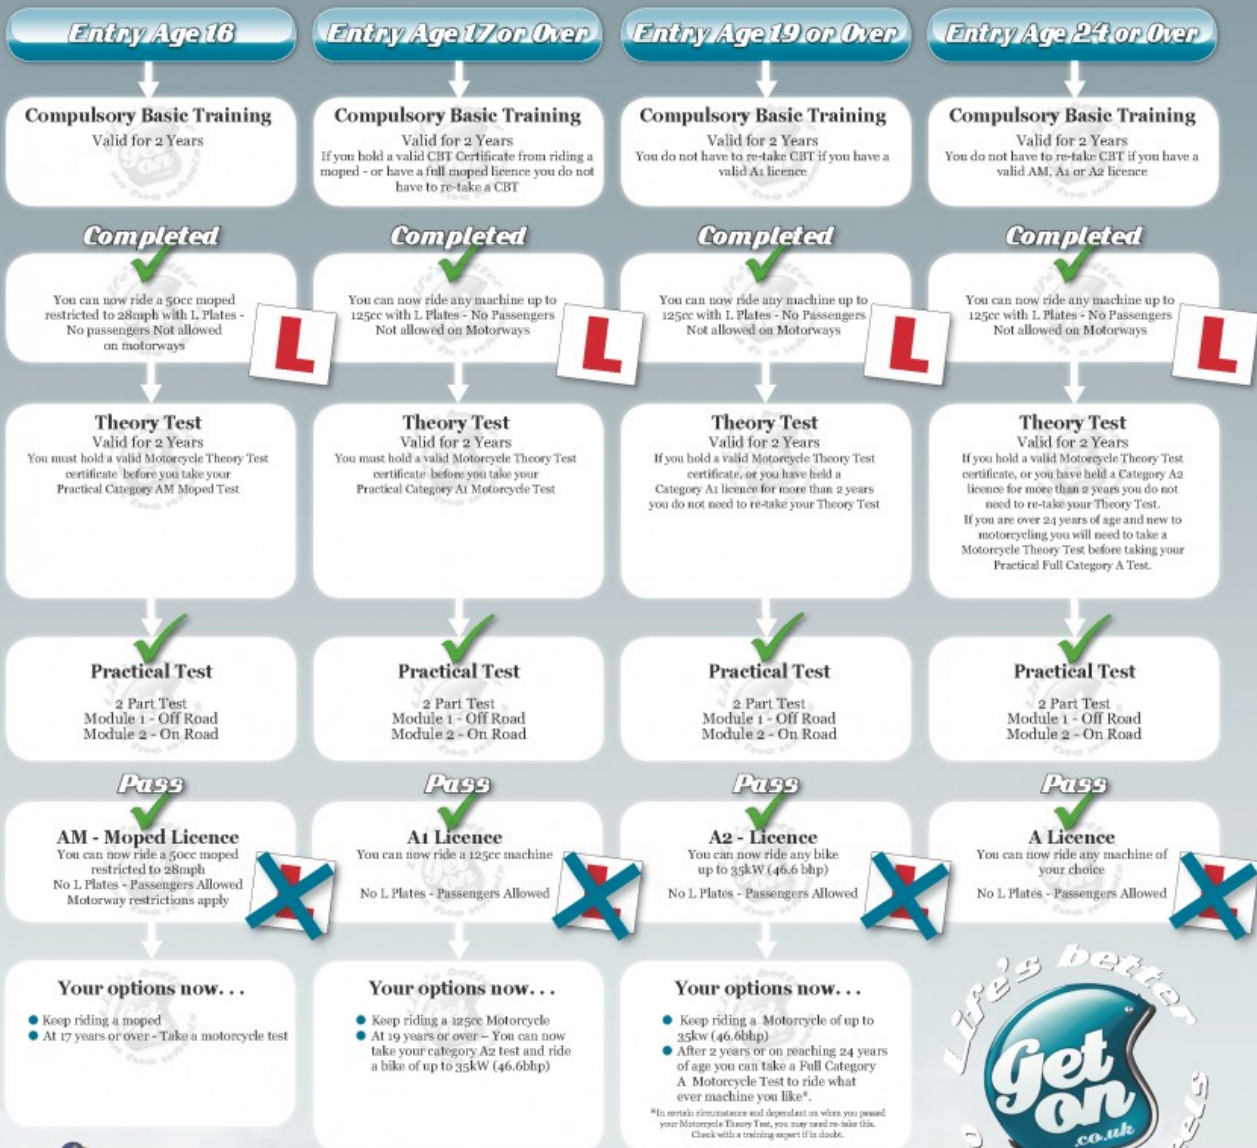 Entry Age 16
Compulsory Basic Training
Valid for 2 Years
Completed
You can now ride a 50cc moped
restricted to 28mph with L Plates -
No passengers Not allowed
on motorways
L
Theory Test
Valid for 2 Years
You must hold a valid Motorcycle Theory Test
certificate before you take your
Practical Category AM Moped Test
Practical Test
2 Part Test
Module 1 - Off Road
Module 2 - On Road
Pass
AM - Moped Licence
You can now ride a 50cc moped
restricted to 28mph
No L Plates - Passengers Allowed
Motorway restrictions apply
L
Your options now...
Keep riding a moped
At 17 years or over - Take a motorcycle test
Entry Age 17 or Over
Compulsory Basic Training
Valid for 2 Years
If you hold a valid CBT Certificate from riding a
moped - or have a full moped licence you do not
have to re-take a CBT
Completed
You can now ride any machine up to
125cc with L Plates - No Passengers
Not allowed on Motorways
L
Theory Test
Valid for 2 Years
You must hold a valid Motorcycle Theory Test
certificate before you take your
Practical Category A1 Motorcycle Test
Practical Test
2 Part Test
Module 1 - Off Road
Module 2 - On Road
Pass
A1 Licence
You can now ride a 125cc machine
No L Plates - Passengers Allowed
L
Your options now...
Keep riding a 125cc Motorcycle
At 19 years or over – You can now
take your category A2 test and ride
a bike of up to 35kW (46.6bhp)
Entry Age 19 or Over
Compulsory Basic Training
Valid for 2 Years
You do not have to re-take CBT if you have a
valid A1 licence
Completed
You can now ride any machine up to
125cc with L Plates - No Passengers
Not allowed on Motorways
L
Theory Test
Valid for 2 Years
If you hold a valid Motorcycle Theory Test
certificate, or you have held a
Category A1 licence for more than 2 years
you do not need to re-take your Theory Test
Practical Test
2 Part Test
Module 1 - Off Road
Module 2 - On Road
Pass
A2 - Licence
You can now ride any bike
up to 35kW (46.6 bhp)
No L Plates - Passengers Allowed
L
Your options now...
Keep riding a Motorcycle of up to
35kw (46.6bhp)
After 2 years or on reaching 24 years
of age you can take a Full Category
A Motorcycle Test to ride what
ever machine you like*.
*In certain circumstance and dependant on when you passed
your Motorcycle Theory Test, you may need re-take this.
Check with a training expert if in doubt.
Entry Age 24 or Over
Compulsory Basic Training
Valid for 2 Years
You do not have to re-take CBT if you have a
valid AM, A1 or A2 licence
Completed
You can now ride any machine up to
125cc with L Plates - No Passengers
Not allowed on Motorways
L
Theory Test
Valid for 2 Years
If you hold a valid Motorcycle Theory Test
certificate, or you have held a Category A2
licence for more than 2 years you do not
need to re-take your Theory Test.
If you are over 24 years of age and new to
motorcycling you will need to take a
Motorcycle Theory Test before taking your
Practical Full Category A Test.
Practical Test
2 Part Test
Module 1 - Off Road
Module 2 - On Road
Pass
A Licence
You can now ride any machine of
your choice
No L Plates - Passengers Allowed
L
Life's better
Get
on
.co.uk